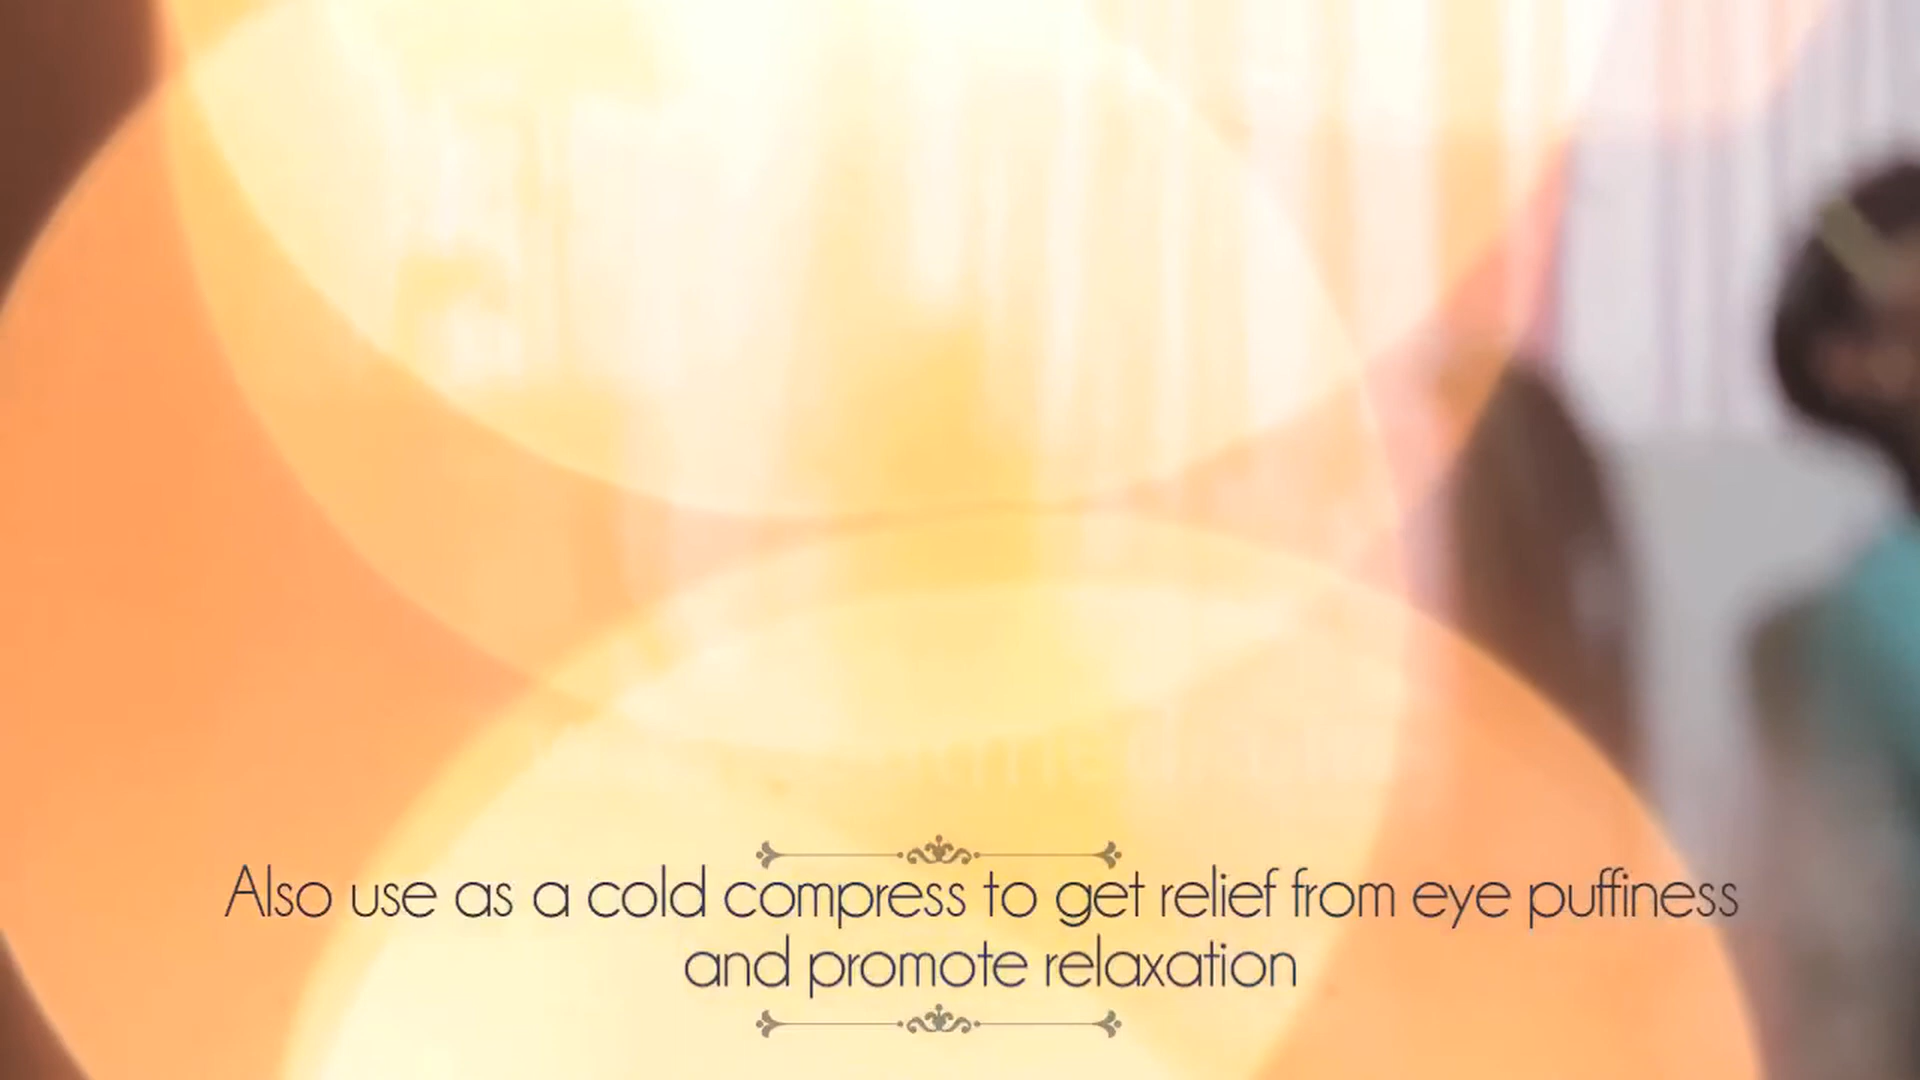 Also use as a cold compress to get relief from eye puffiness
and promote relaxation